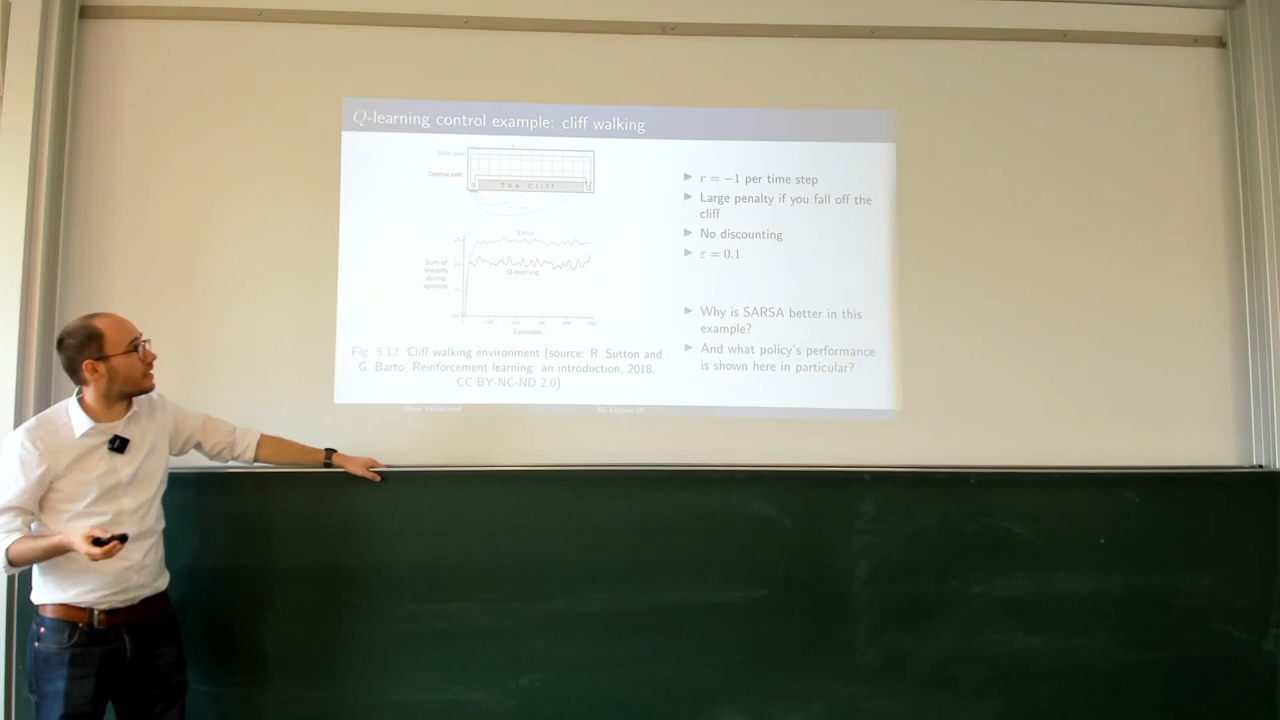 Q-learning control example: cliff walking
Safer path
Optimal path
S
The Cliff
G
Sarsa
Sum of
rewards
during
episode
Q-learning
Episodes
Fig. 5.12: Cliff walking environment (source: R. Sutton and
G. Barto, Reinforcement learning: an introduction, 2018,
CC BY-NC-ND 2.0)
▶ r = −1 per time step
▶ Large penalty if you fall off the
cliff
▶ No discounting
▶ ε = 0.1
▶ Why is SARSA better in this
example?
▶ And what policy's performance
is shown here in particular?